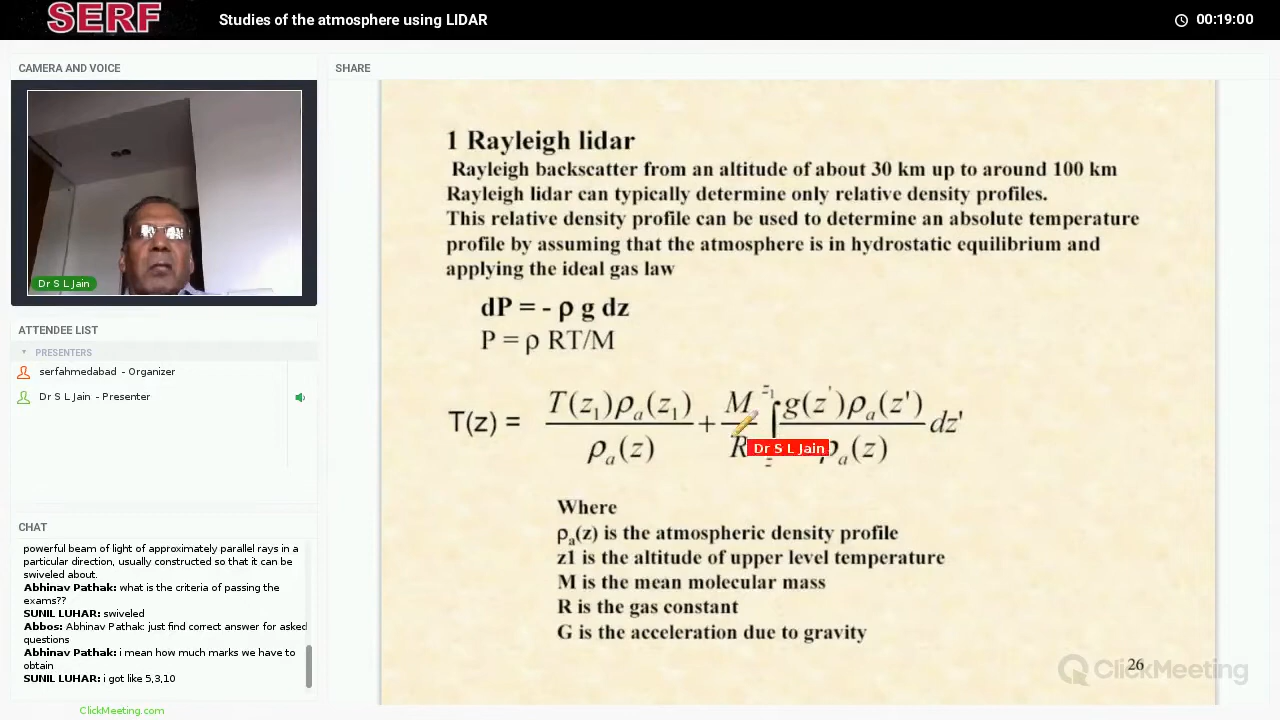 SERF
Studies of the atmosphere using LIDAR
00:19:00
CAMERA AND VOICE
Dr S L Jain
ATTENDEE LIST
PRESENTERS
serfahmedabad - Organizer
Dr S L Jain - Presenter
CHAT
powerful beam of light of approximately parallel rays in a
particular direction, usually constructed so that it can be
swiveled about.
Abhinav Pathak: what is the criteria of passing the
exams??
SUNIL LUHAR: swiveled
Abbos: Abhinav Pathak: just find correct answer for asked
questions
Abhinav Pathak: i mean how much marks we have to
obtain
SUNIL LUHAR: i got like 5,3,10
ClickMeeting.com
SHARE
1 Rayleigh lidar
Rayleigh backscatter from an altitude of about 30 km up to around 100 km
Rayleigh lidar can typically determine only relative density profiles.
This relative density profile can be used to determine an absolute temperature
profile by assuming that the atmosphere is in hydrostatic equilibrium and
applying the ideal gas law
dP = - ρ g dz
P = ρ RT/M
T(z) = T(z₁)ρₐ(z₁) / ρₐ(z) + M/R ∫ g(z')ρₐ(z') / ρₐ(z) dz'
Dr S L Jain
Where
ρₐ(z) is the atmospheric density profile
z1 is the altitude of upper level temperature
M is the mean molecular mass
R is the gas constant
G is the acceleration due to gravity
26
ClickMeeting